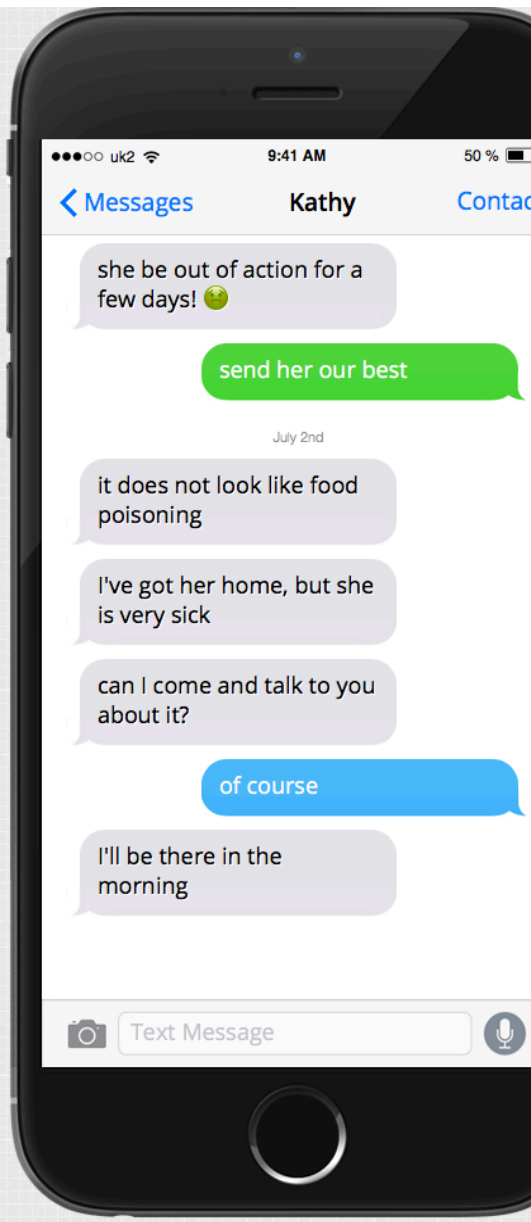 uk2 9:41 AM 50 %
Messages Kathy Contac
she be out of action for a
few days! 🤢
send her our best
July 2nd
it does not look like food
poisoning
I've got her home, but she
is very sick
can I come and talk to you
about it?
of course
I'll be there in the
morning
Text Message